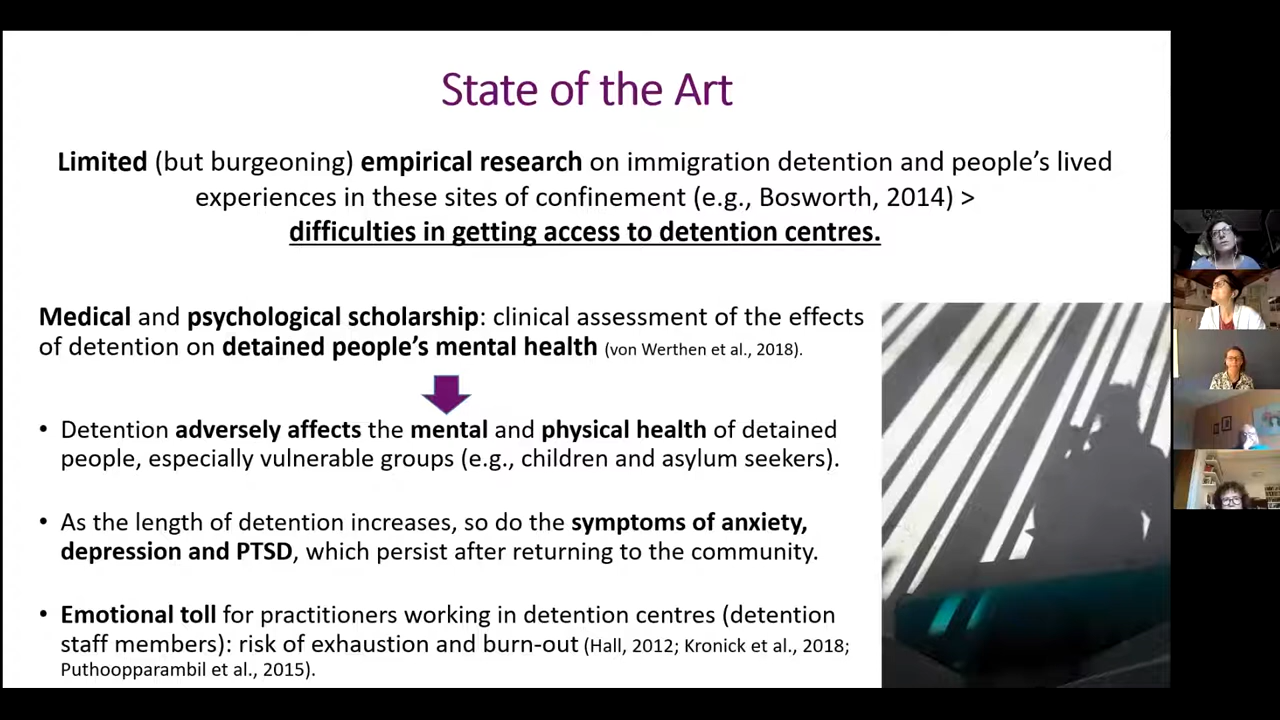 State of the Art
Limited (but burgeoning) empirical research on immigration detention and people's lived
experiences in these sites of confinement (e.g., Bosworth, 2014) >
difficulties in getting access to detention centres.
Medical and psychological scholarship: clinical assessment of the effects
of detention on detained people's mental health (von Werthen et al., 2018).
• Detention adversely affects the mental and physical health of detained
people, especially vulnerable groups (e.g., children and asylum seekers).
• As the length of detention increases, so do the symptoms of anxiety,
depression and PTSD, which persist after returning to the community.
• Emotional toll for practitioners working in detention centres (detention
staff members): risk of exhaustion and burn-out (Hall, 2012; Kronick et al., 2018;
Puthoopparambil et al., 2015).